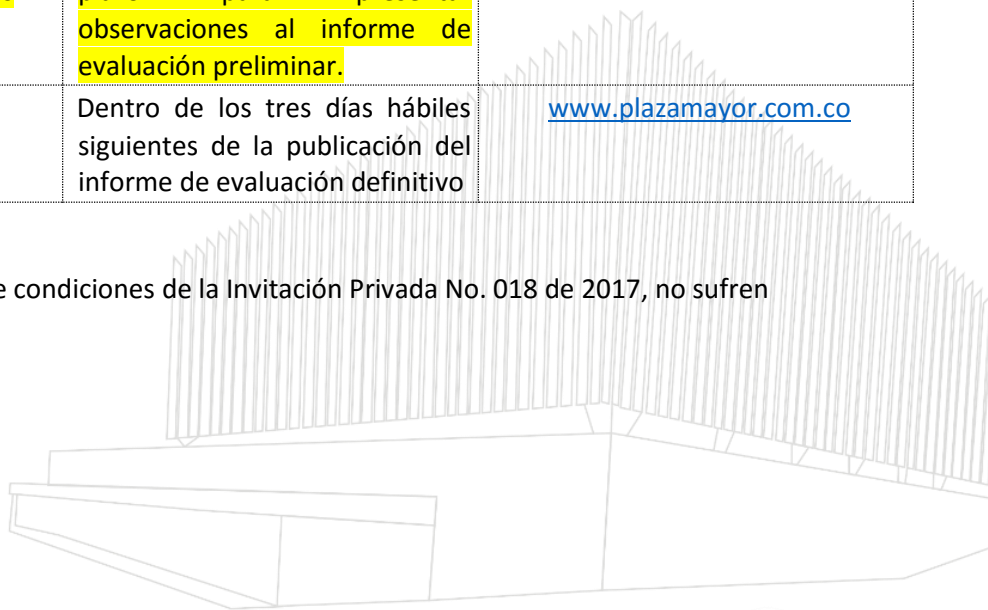 observaciones al informe de
evaluación preliminar.
Dentro de los tres días hábiles
siguientes de la publicación del
informe de evaluación definitivo
www.plazamayor.com.co
condiciones de la Invitación Privada No. 018 de 2017, no sufren